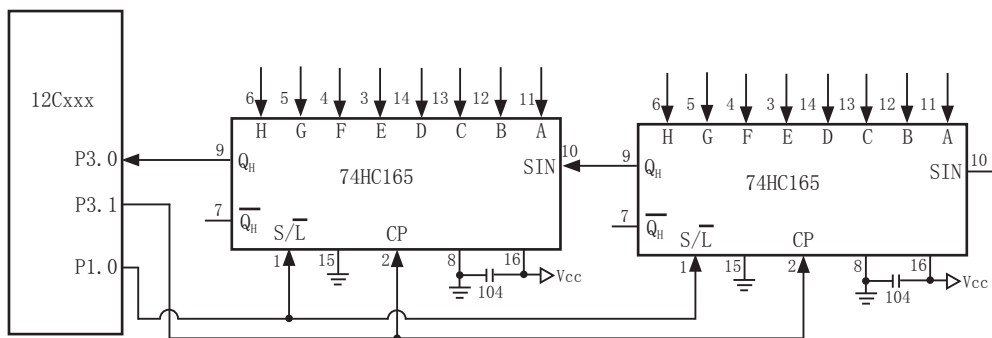 12Cxxx
P3.0
P3.1
P1.0
6 5 4 3 14 13 12 11
H G F E D C B A
9 Q_H 74HC165 SIN 10
7 Q̅_H̅
S/L̅ CP
1 15 2 8 16
104 Vcc
6 5 4 3 14 13 12 11
H G F E D C B A
9 Q_H 74HC165 SIN 10
7 Q̅_H̅
S/L̅ CP
1 15 2 8 16
104 Vcc